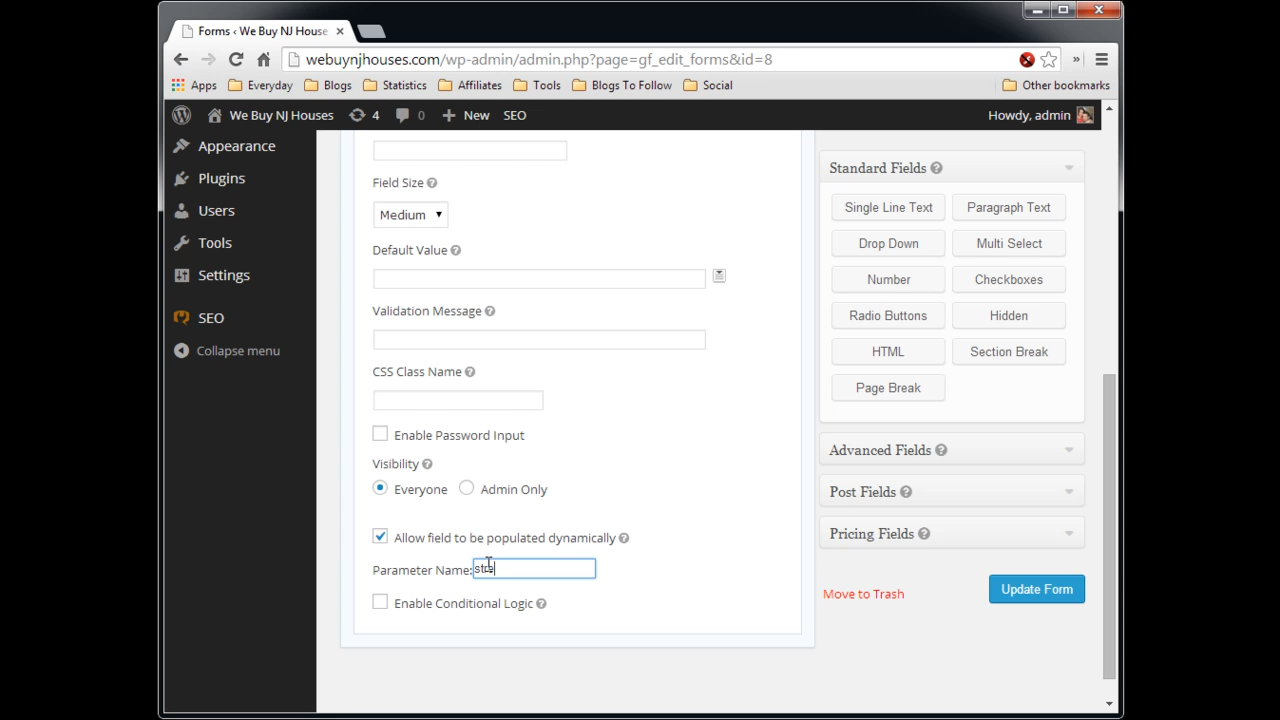 Forms ‹ We Buy NJ House
webuynjhouses.com/wp-admin/admin.php?page=gf_edit_forms&id=8
Apps Everyday Blogs Statistics Affiliates Tools Blogs To Follow Social Other bookmarks
We Buy NJ Houses 4 0 New SEO Howdy, admin
Appearance
Plugins
Users
Tools
Settings
SEO
Collapse menu
Field Size
Medium
Default Value
Validation Message
CSS Class Name
Enable Password Input
Visibility
Everyone Admin Only
Allow field to be populated dynamically
Parameter Name: stre
Enable Conditional Logic
Standard Fields
Single Line Text Paragraph Text
Drop Down Multi Select
Number Checkboxes
Radio Buttons Hidden
HTML Section Break
Page Break
Advanced Fields
Post Fields
Pricing Fields
Move to Trash Update Form